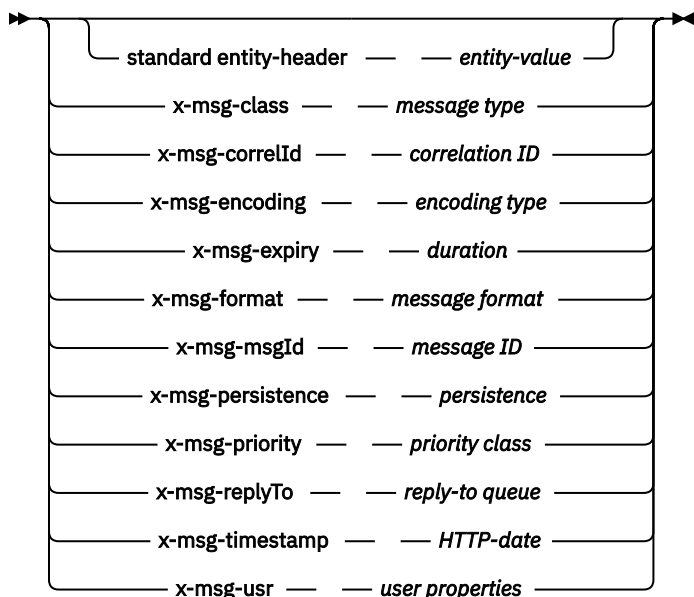 standard entity-header entity-value
x-msg-class message type
x-msg-correlId correlation ID
x-msg-encoding encoding type
x-msg-expiry duration
x-msg-format message format
x-msg-msgId message ID
x-msg-persistence persistence
x-msg-priority priority class
x-msg-replyTo reply-to queue
x-msg-timestamp HTTP-date
x-msg-usr user properties